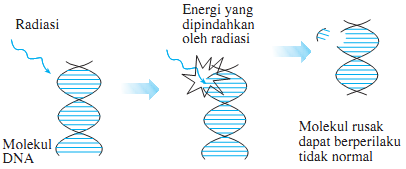 Radiasi
Molekul
DNA
Energi yang
dipindahkan
oleh radiasi
Molekul rusak
dapat berperilaku
tidak normal